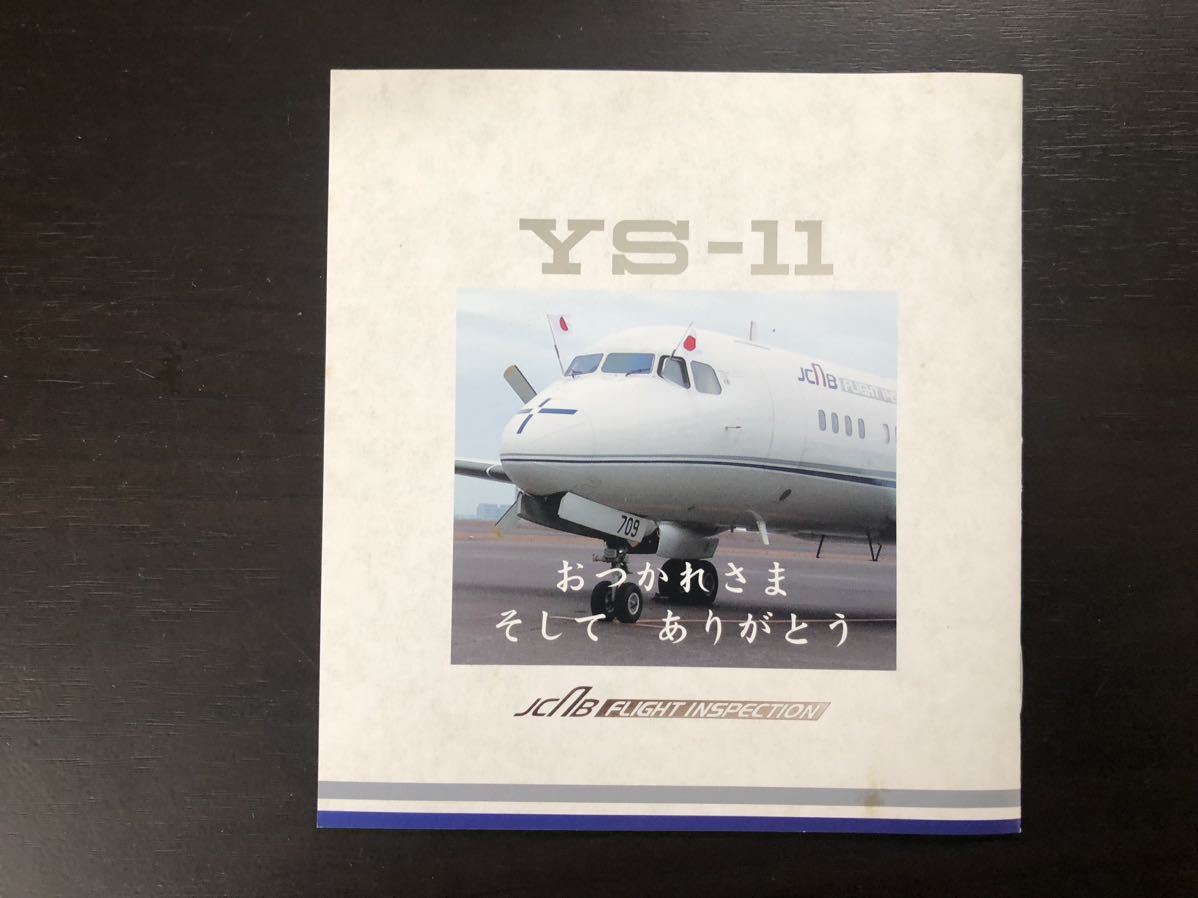 YS-11
JCAB FLIGHT INSPE
709
おつかれさま
そして ありがとう
JCAB FLIGHT INSPECTION